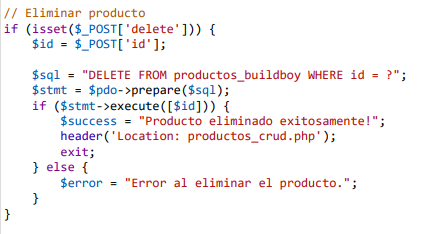 // Eliminar producto
if (isset($_POST['delete'])) {
    $id = $_POST['id'];

    $sql = "DELETE FROM productos_buildboy WHERE id = ?";
    $stmt = $pdo->prepare($sql);
    if ($stmt->execute([$id])) {
        $success = "Producto eliminado exitosamente!";
        header('Location: productos_crud.php');
        exit;
    } else {
        $error = "Error al eliminar el producto.";
    }
}